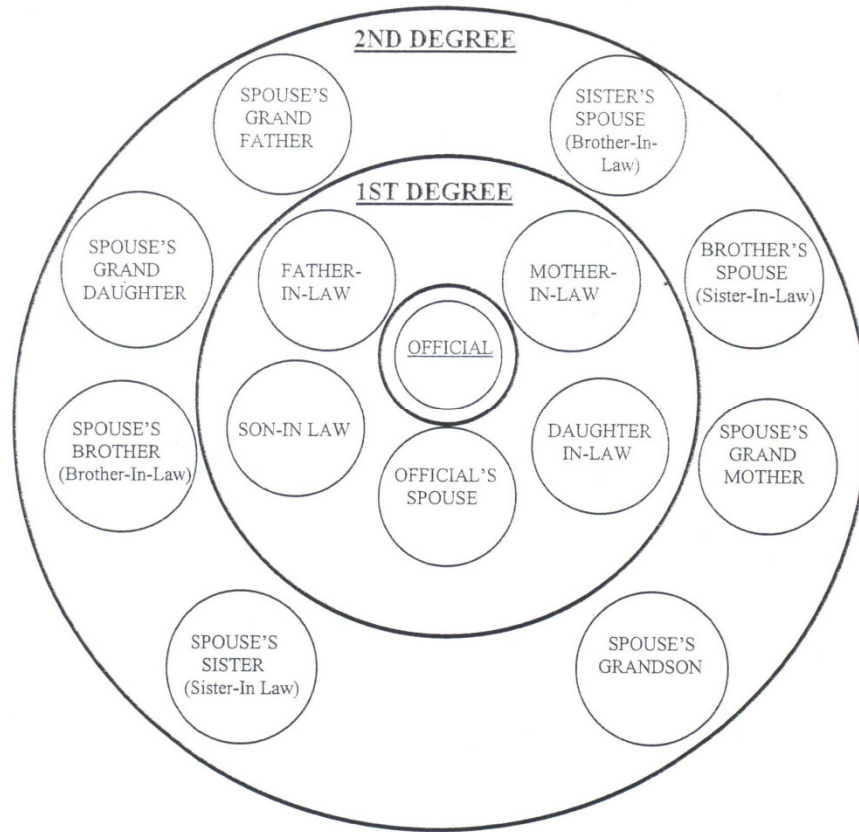 2ND DEGREE
SPOUSE'S
GRAND
FATHER
SISTER'S
SPOUSE
(Brother-In-
Law)
1ST DEGREE
SPOUSE'S
GRAND
DAUGHTER
FATHER-
IN-LAW
MOTHER-
IN-LAW
BROTHER'S
SPOUSE
(Sister-In-Law)
OFFICIAL
SPOUSE'S
BROTHER
(Brother-In-Law)
SON-IN LAW
OFFICIAL'S
SPOUSE
DAUGHTER
IN-LAW
SPOUSE'S
GRAND
MOTHER
SPOUSE'S
SISTER
(Sister-In Law)
SPOUSE'S
GRANDSON